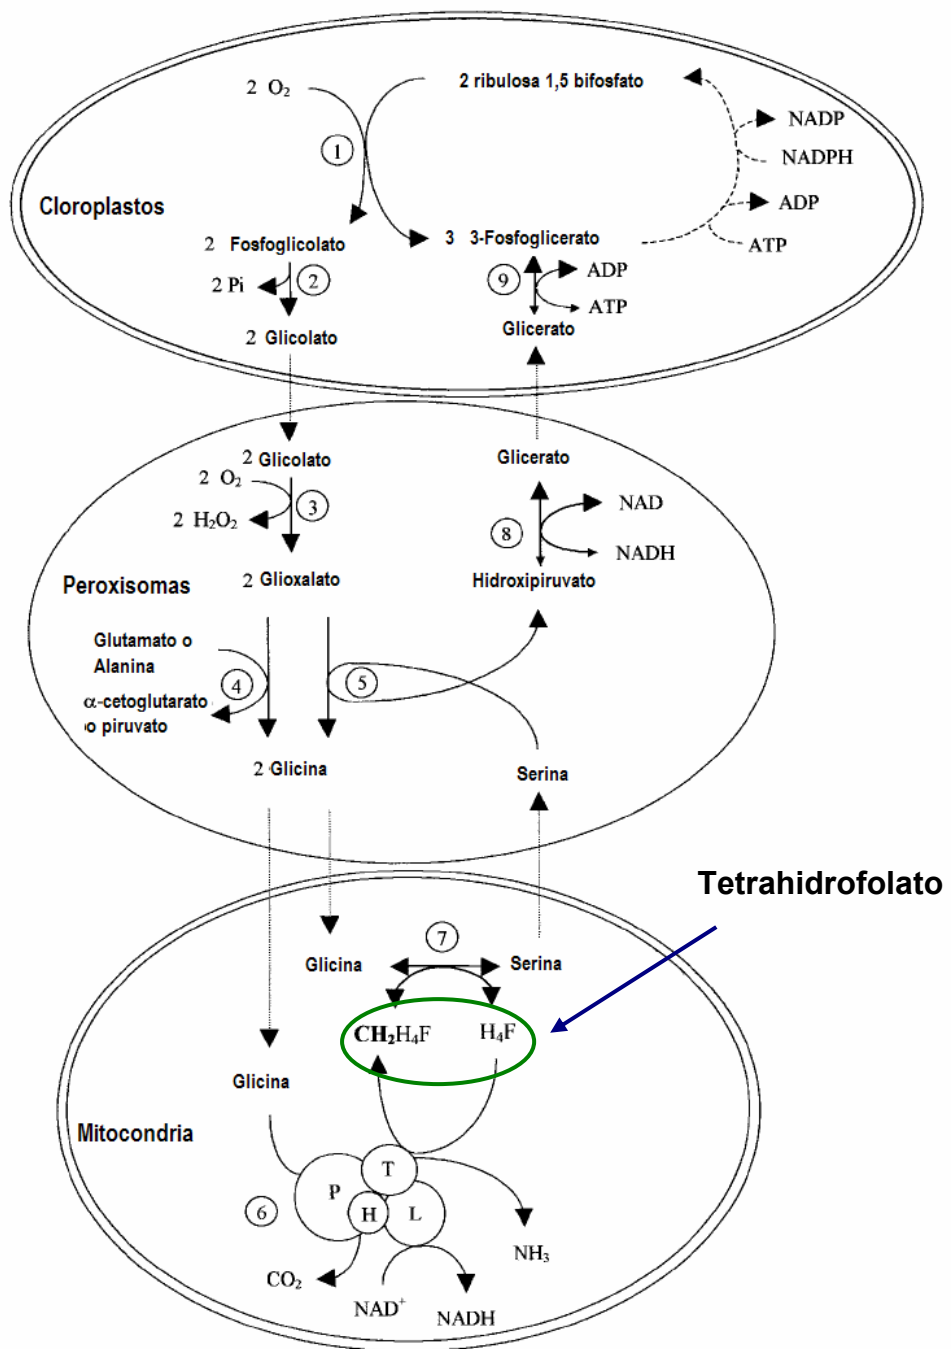 2 O₂
2 ribulosa 1,5 bifosfato
NADP
1
NADPH
Cloroplastos
ADP
2 Fosfoglicolato
3 3-Fosfoglicerato
ATP
2 Pi
2
9
ADP
ATP
2 Glicolato
Glicerato
2 Glicolato
Glicerato
2 O₂
3
NAD
2 H₂O₂
8
NADH
2 Glioxalato
Hidroxipiruvato
Peroxisomas
Glutamato o
Alanina
4
5
α-cetoglutarato
o piruvato
2 Glicina
Serina
Tetrahidrofolato
7
Glicina
Serina
CH₂H₄F
H₄F
Glicina
Mitocondria
T
P
6
H
L
NH₃
CO₂
NAD⁺
NADH